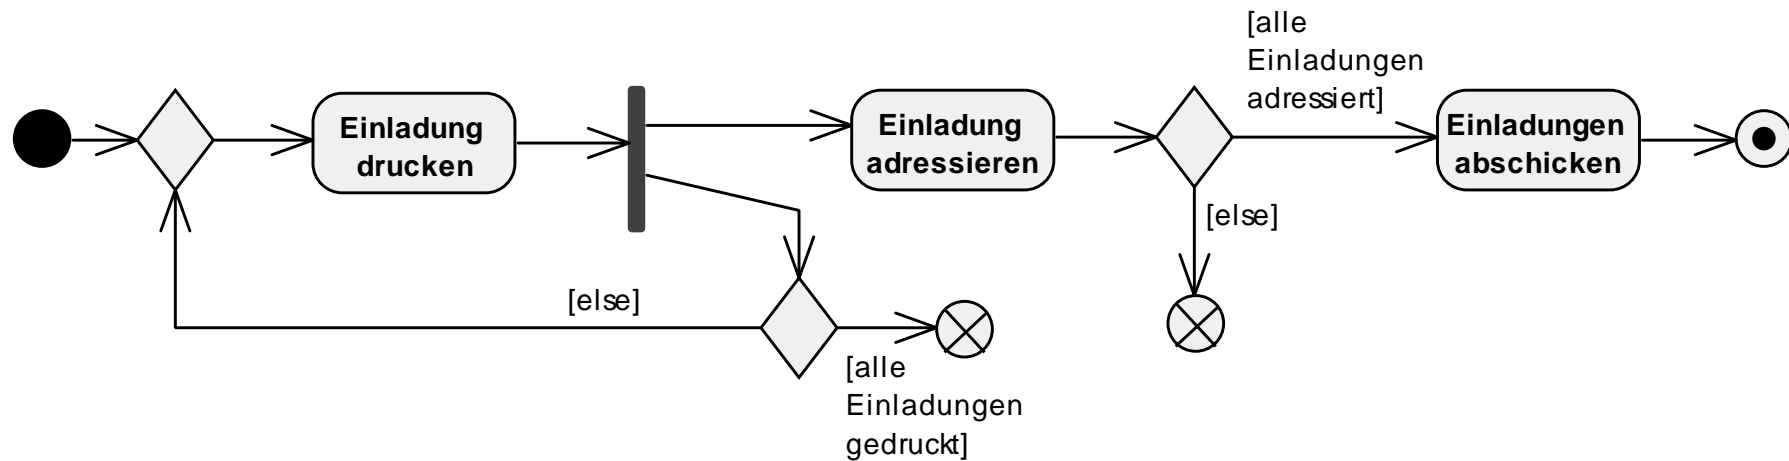 [alle
Einladungen
adressiert]
Einladung
drucken
Einladung
adressieren
Einladungen
abschicken
[else]
[else]
[alle
Einladungen
gedruckt]